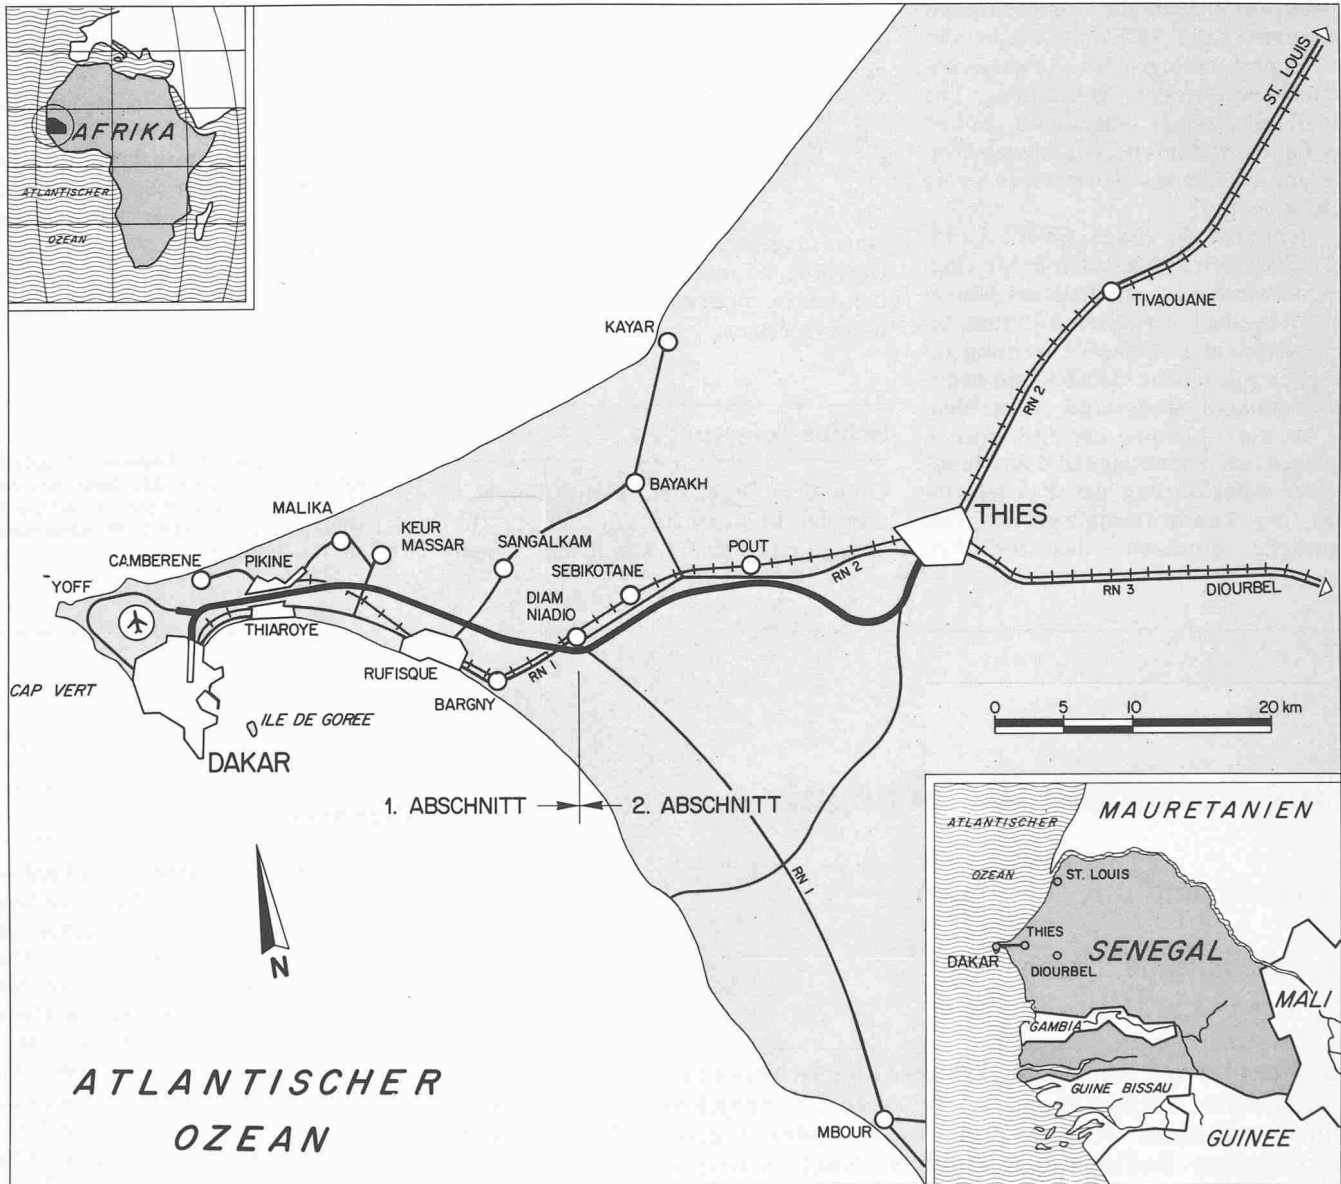 AFRIKA
ATLANTISCHER
OZEAN
ST. LOUIS
TIVAOUANE
KAYAR
RN 2
BAYAKH
MALIKA
KEUR
MASSAR
SANGALKAM
THIES
CAMBERENE
PIKINE
SEBIKOTANE
POUT
RN 2
YOFF
DIAM
NIADIO
RN 3
DIOURBEL
THIAROYE
RUFISQUE
RN 1
CAP VERT
BARGNY
ILE DE GOREE
0 10 20 km
DAKAR
1. ABSCHNITT
2. ABSCHNITT
RN 1
N
ATLANTISCHER
OZEAN
MBOUR
ATLANTISCHER
OZEAN
MAURETANIEN
ST. LOUIS
THIES
DAKAR
DIOURBEL
SENEGAL
MALI
GAMBIA
GUINE BISSAU
GUINEE